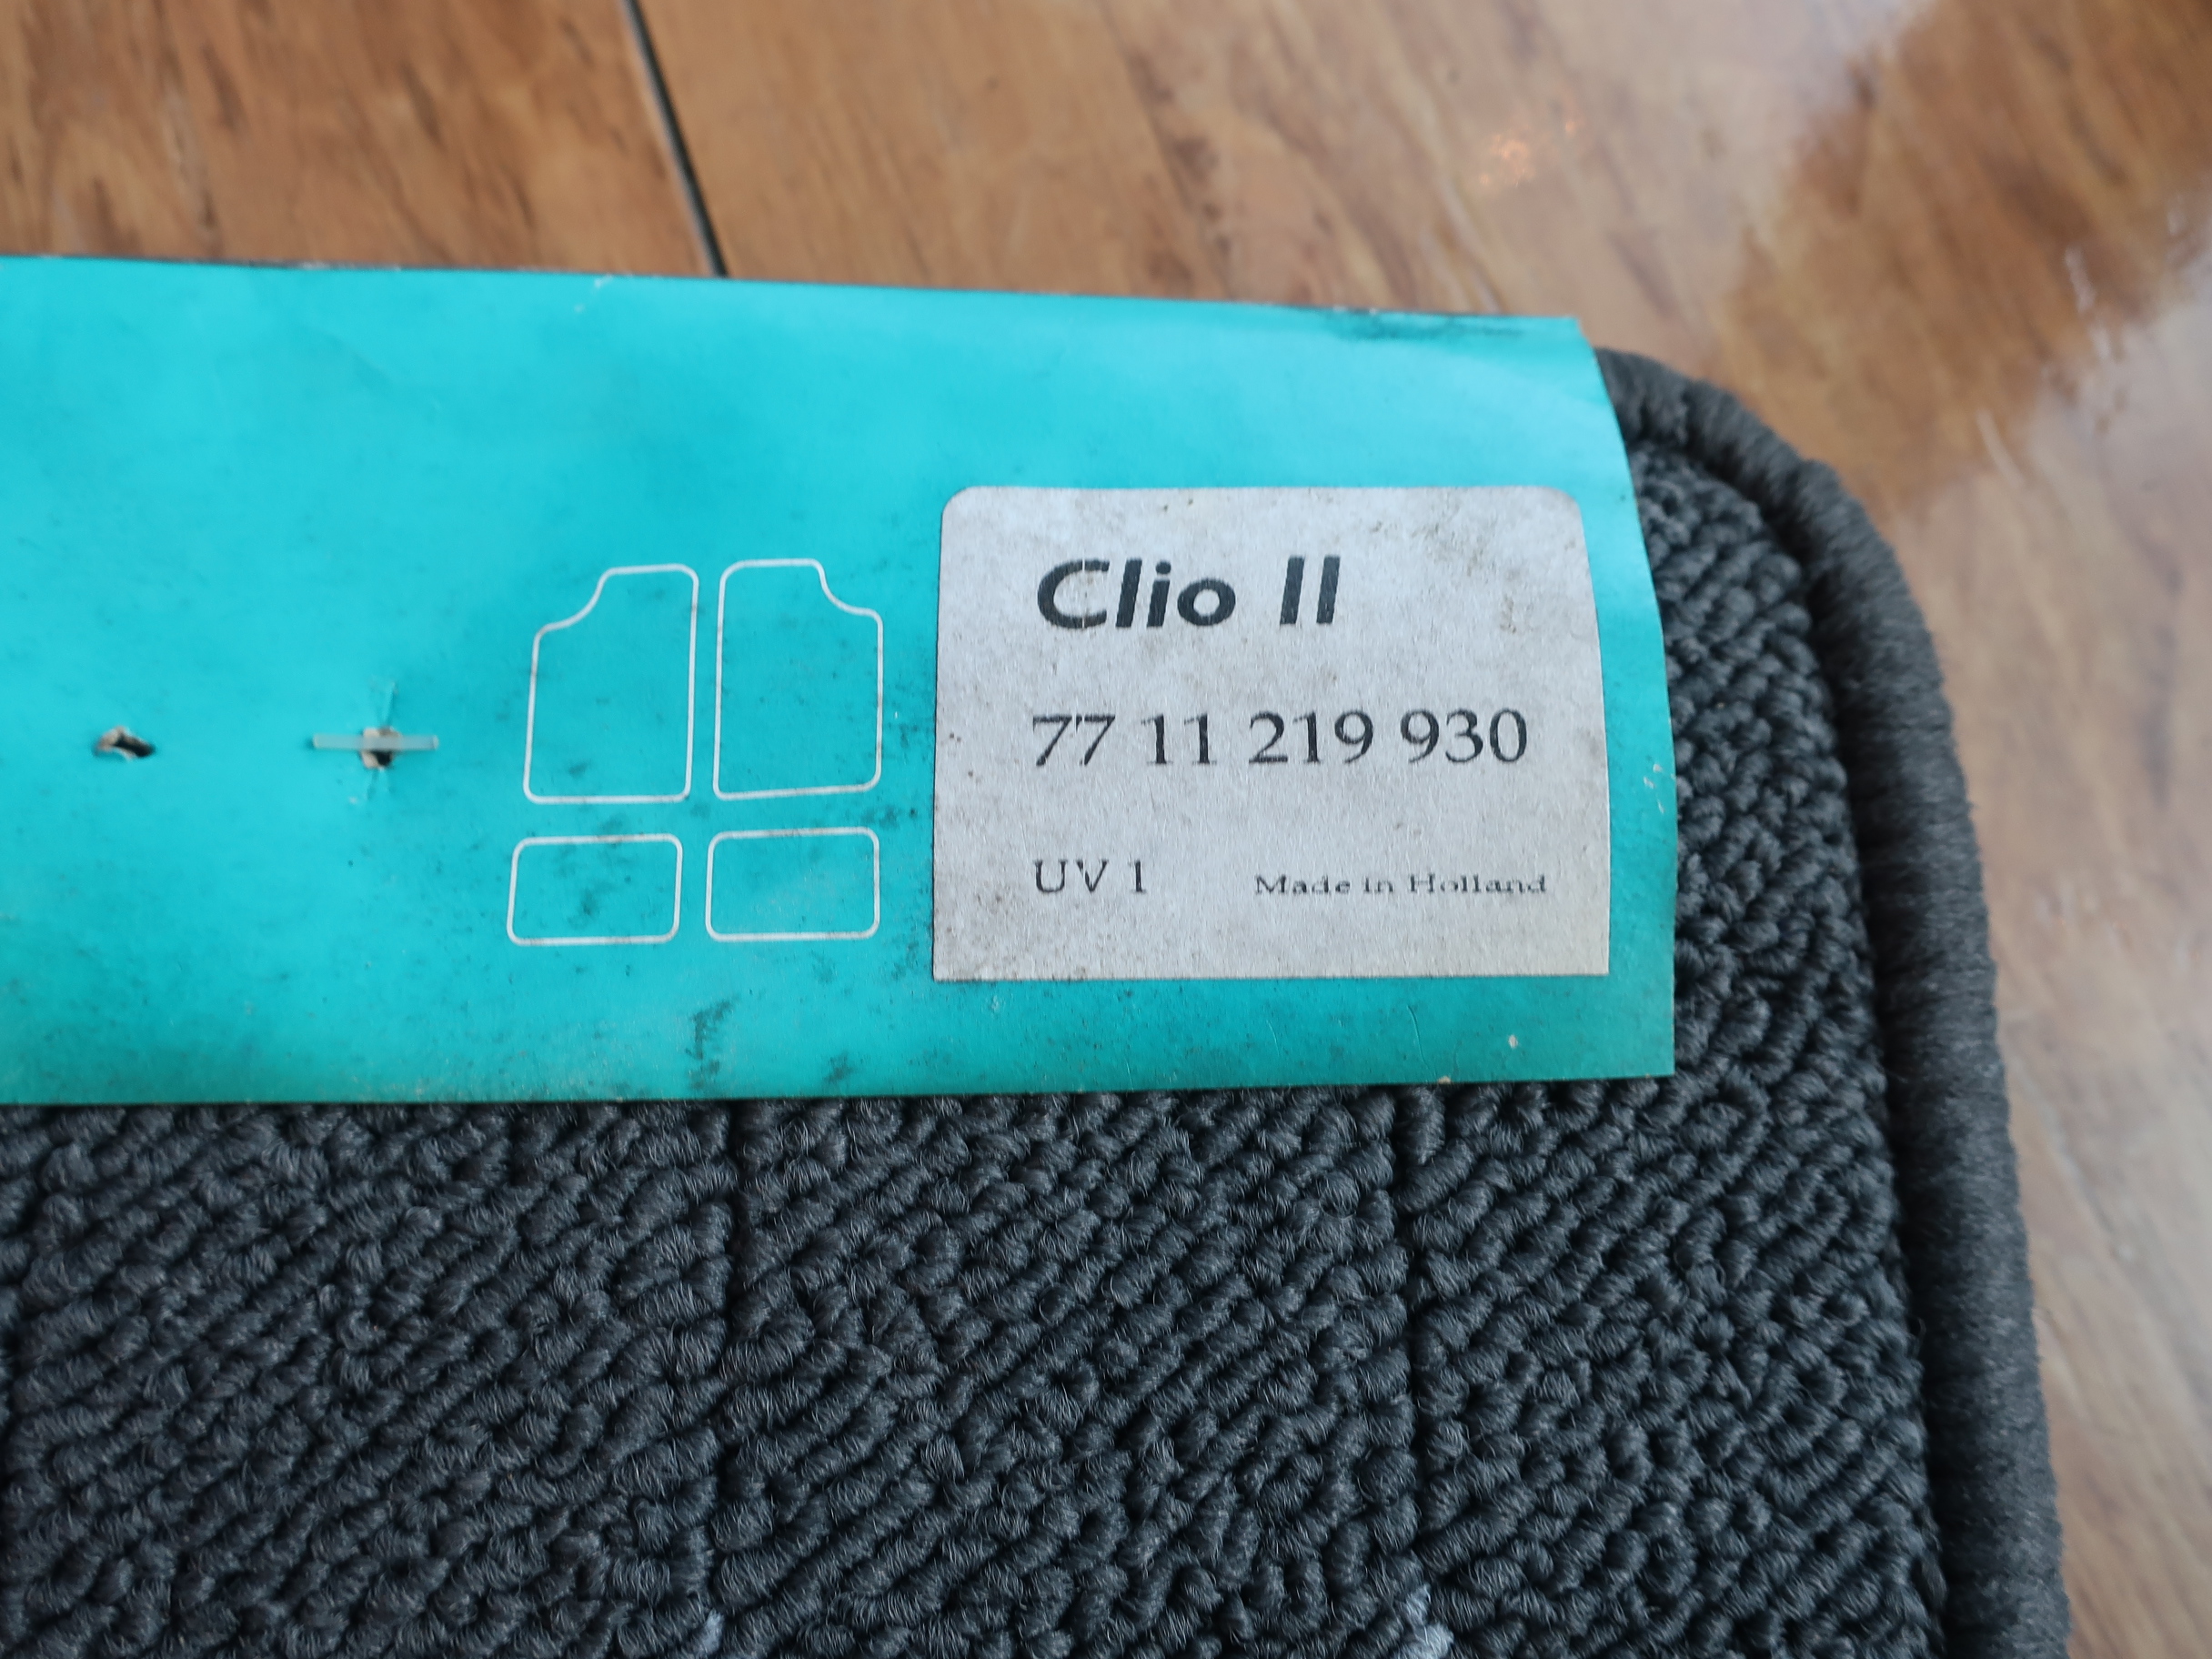 Clio II
77 11 219 930
UV 1 Made in Holland